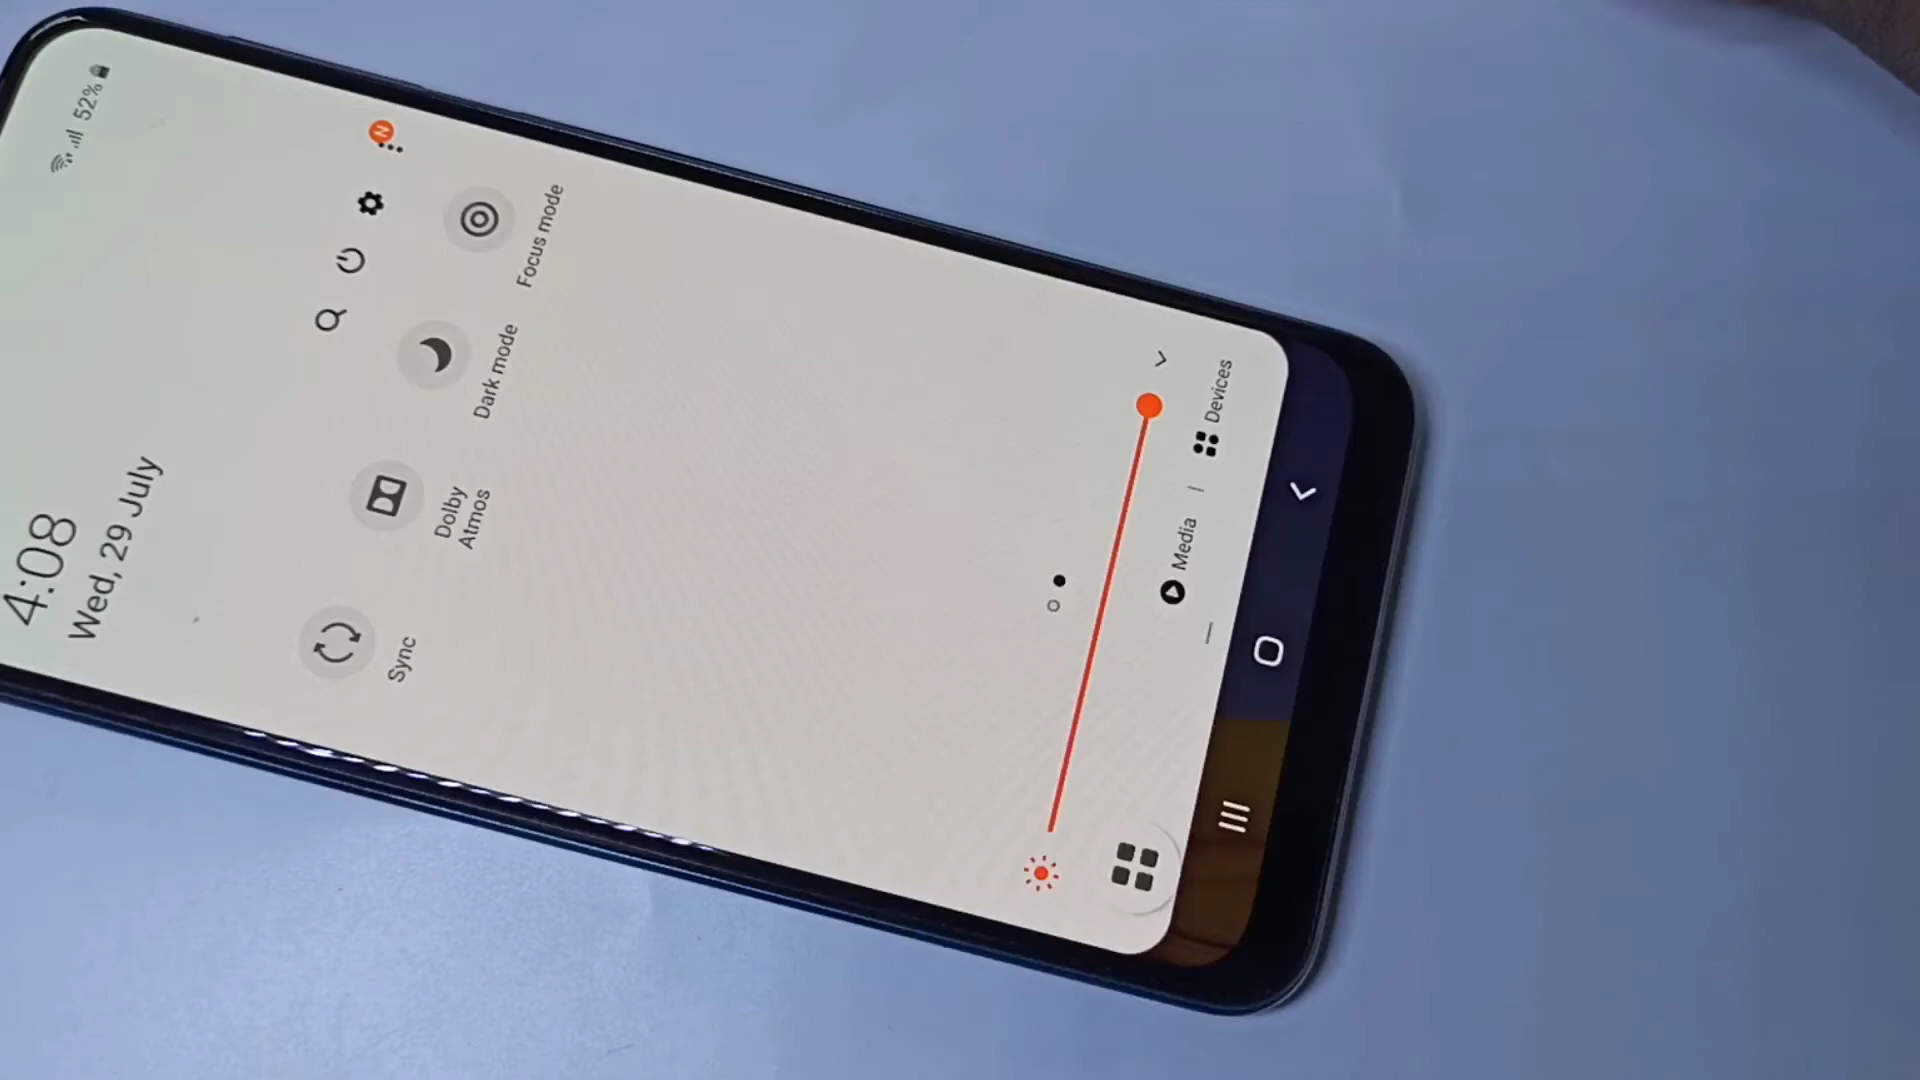 52%
4:08
Wed, 29 July
N
Sync
Dolby
Atmos
Dark mode
Focus mode
Media | Devices